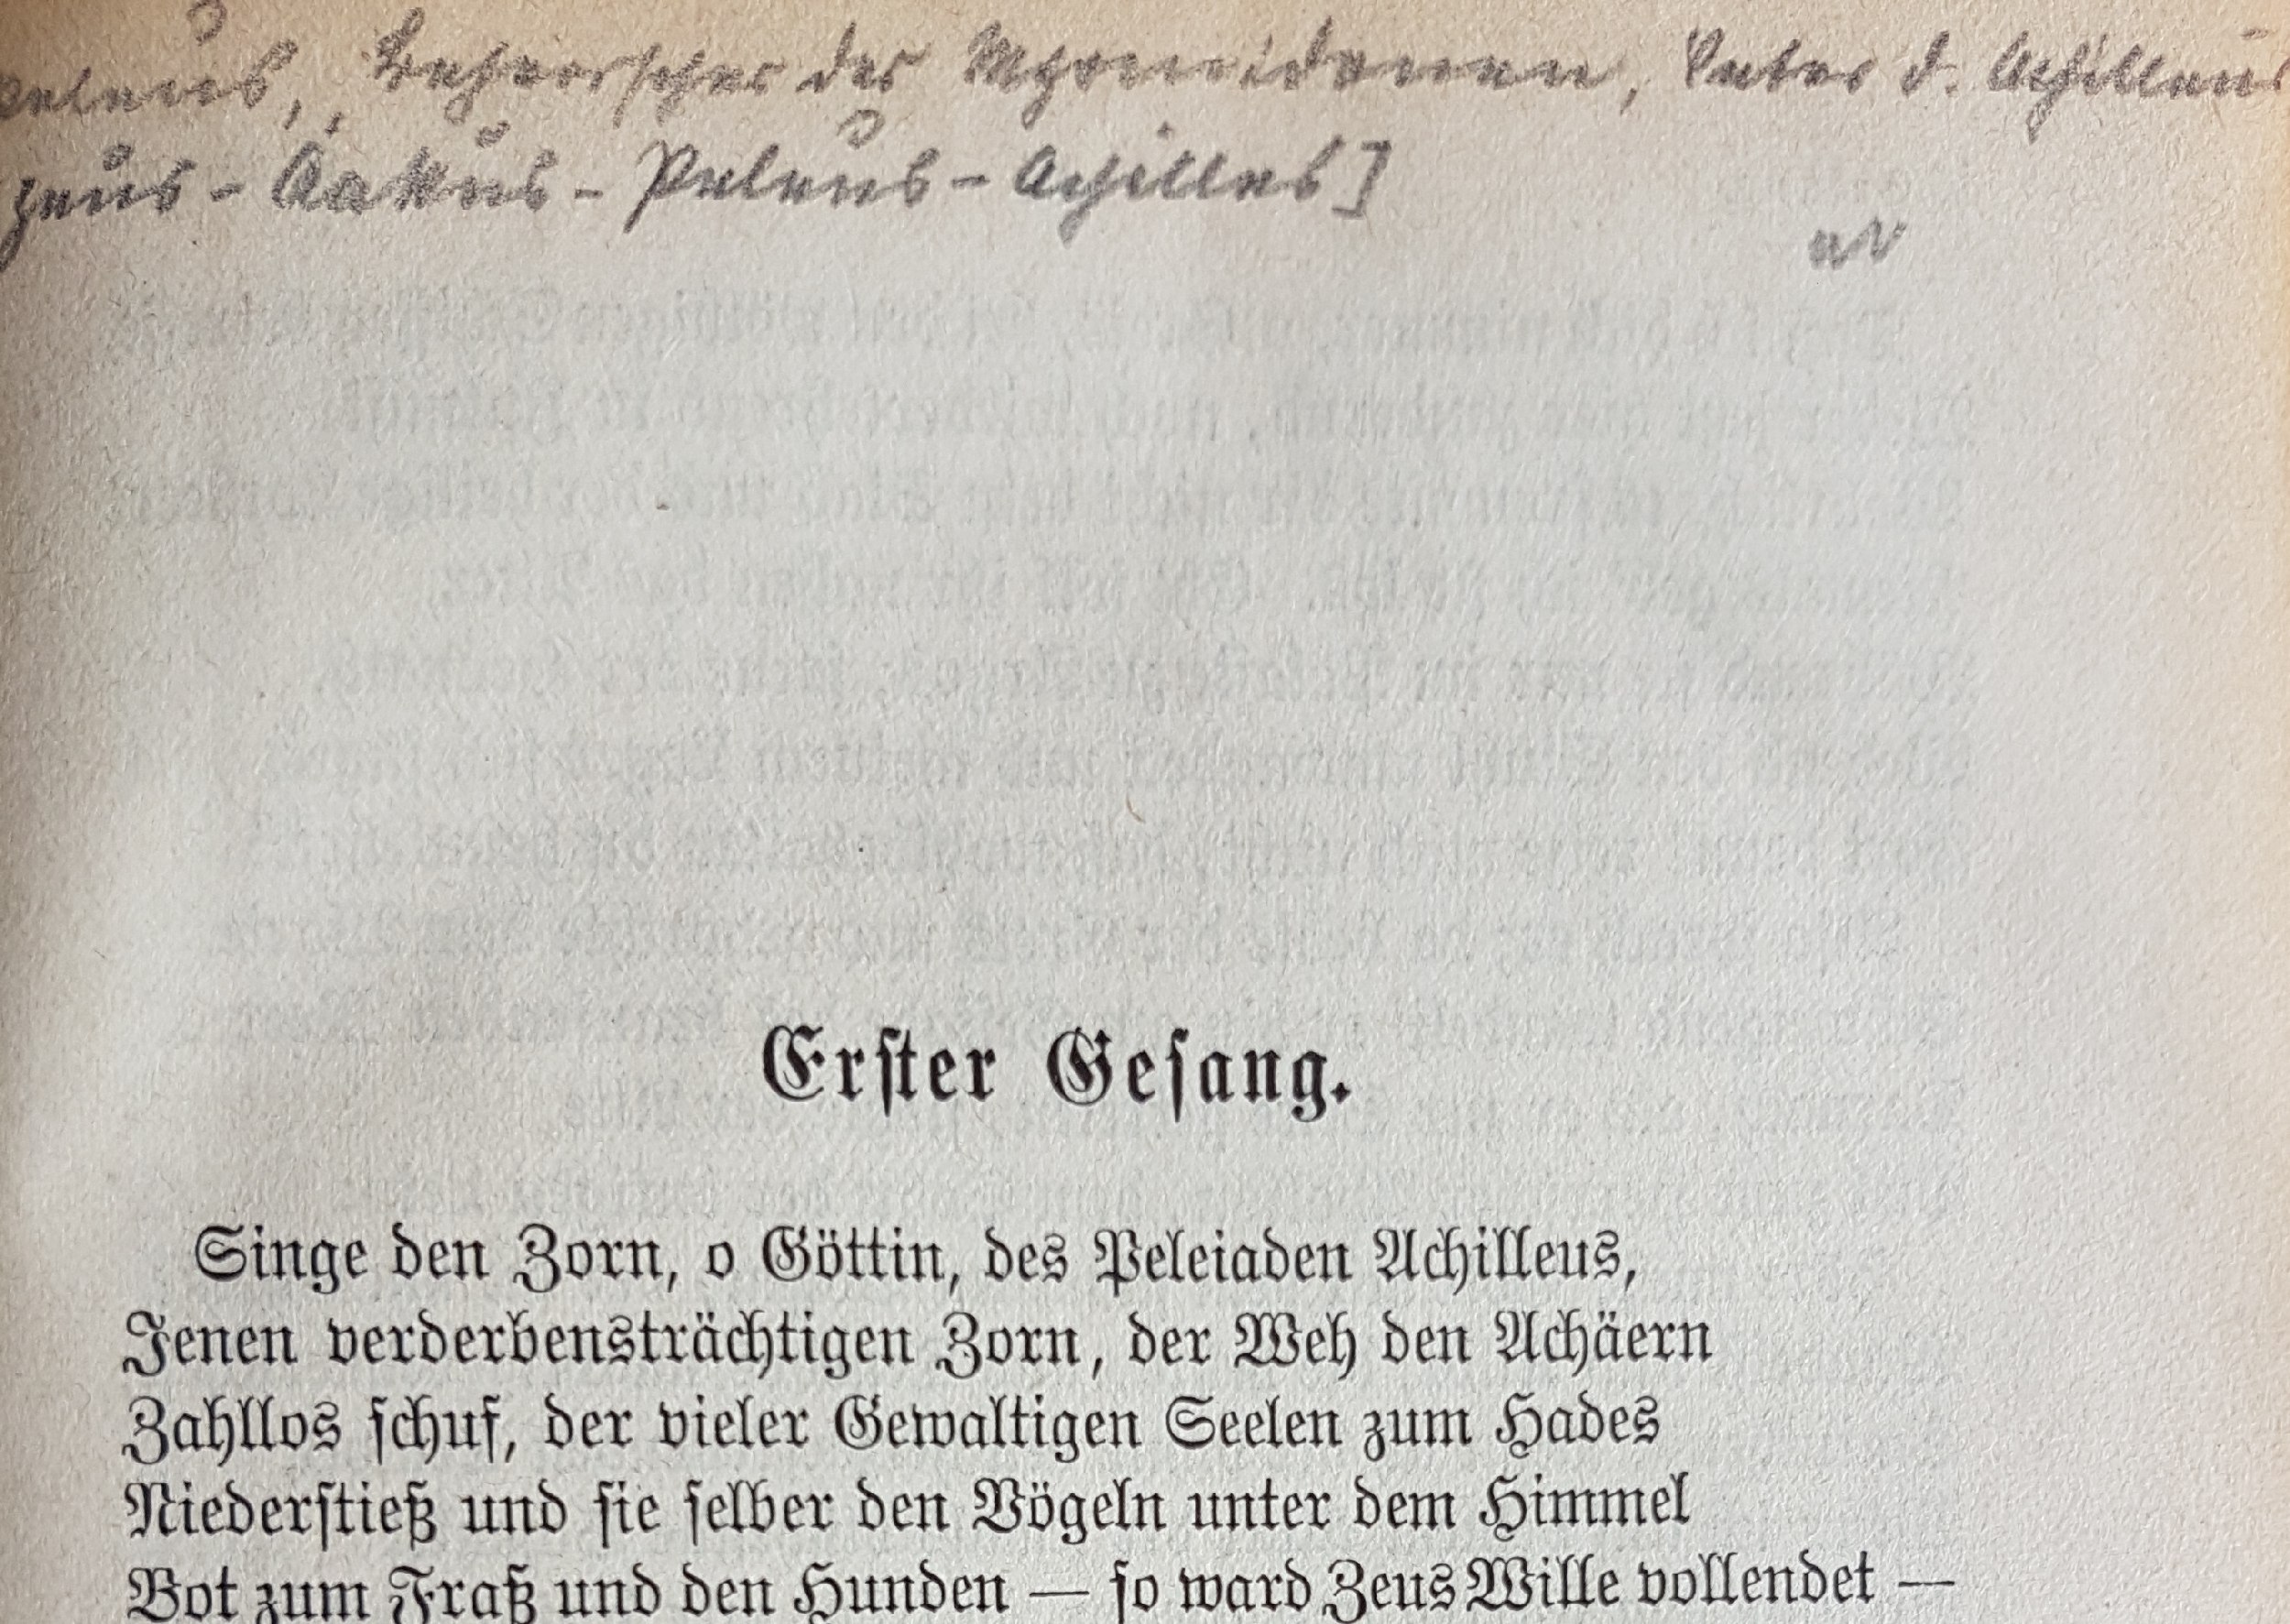 Peleus, Beherrscher der Myrmidonen, Vater d. Achilleus
Zeus - Äakus - Peleus - Achilles]
Erster Gesang.
Singe den Zorn, o Göttin, des Peleiaden Achilleus,
Jenen verderbensträchtigen Zorn, der Weh den Achäern
Zahllos schuf, der vieler Gewaltigen Seelen zum Hades
Niederstieß und sie selber den Vögeln unter dem Himmel
Bot zum Fraß und den Hunden — so ward Zeus Wille vollendet —